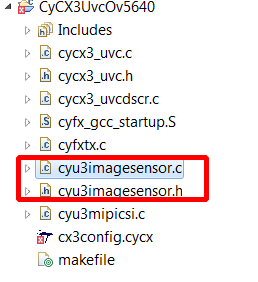 CyCX3UvcOv5640
Includes
cycx3_uvc.c
cycx3_uvc.h
cycx3_uvcdscr.c
cyfx_gcc_startup.S
cyfxtx.c
cyu3imagesensor.c
cyu3imagesensor.h
cyu3mipicsi.c
cx3config.cycx
makefile